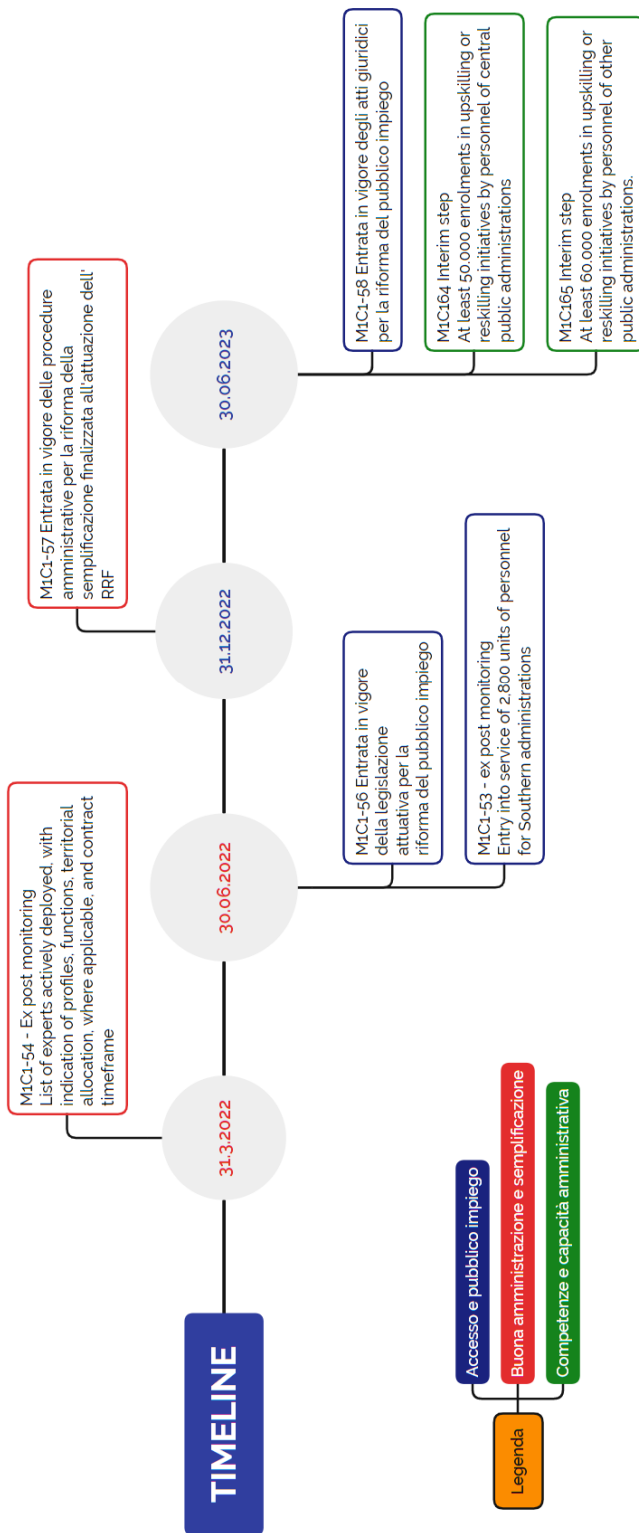 TIMELINE
31.3.2022
M1C1-54 - Ex post monitoring
List of experts actively deployed, with
indication of profiles, functions, territorial
allocation, where applicable, and contract
timeframe
30.06.2022
M1C1-56 Entrata in vigore
della legislazione
attuativa per la
riforma del pubblico impiego
M1C1-53 - ex post monitoring
Entry into service of 2.800 units of personnel
for Southern administrations
31.12.2022
M1C1-57 Entrata in vigore delle procedure
amministrative per la riforma della
semplificazione finalizzata all'attuazione dell'
RRF
30.06.2023
M1C1-58 Entrata in vigore degli atti giuridici
per la riforma del pubblico impiego
M1C164 Interim step
At least 50.000 enrolments in upskilling or
reskilling initiatives by personnel of central
public administrations
M1C165 Interim step
At least 60.000 enrolments in upskilling or
reskilling initiatives by personnel of other
public administrations.
Legenda
Accesso e pubblico impiego
Buona amministrazione e semplificazione
Competenze e capacità amministrativa